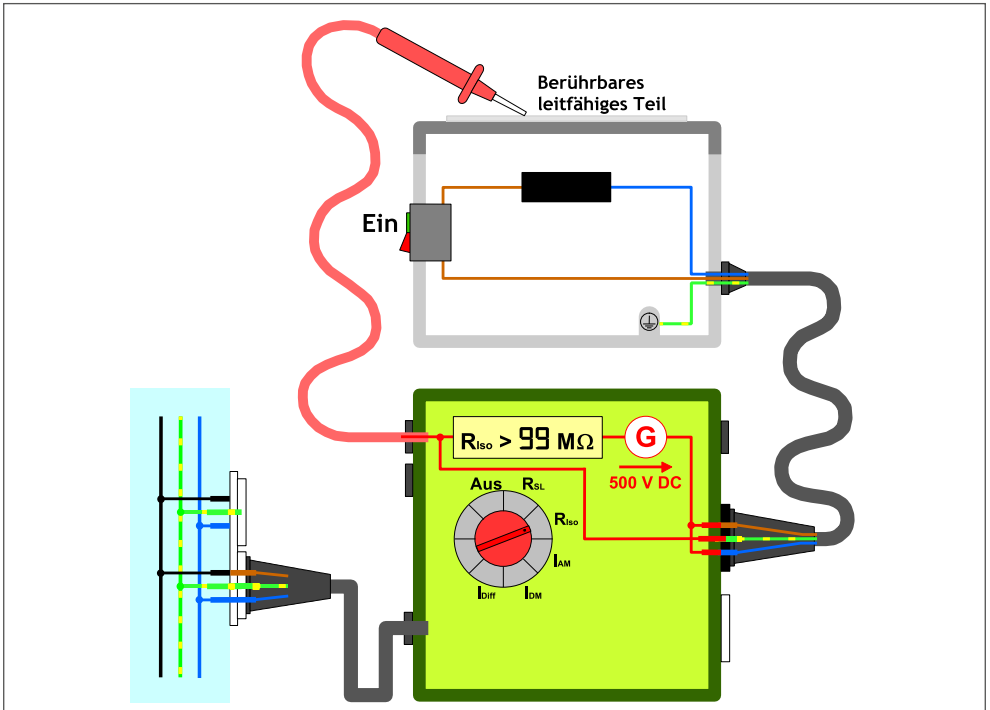 Berührbares
leitfähiges Teil
Ein
RIso > 99 MΩ
G
500 V DC
Aus
RSL
RIso
IAM
IDM
IDiff